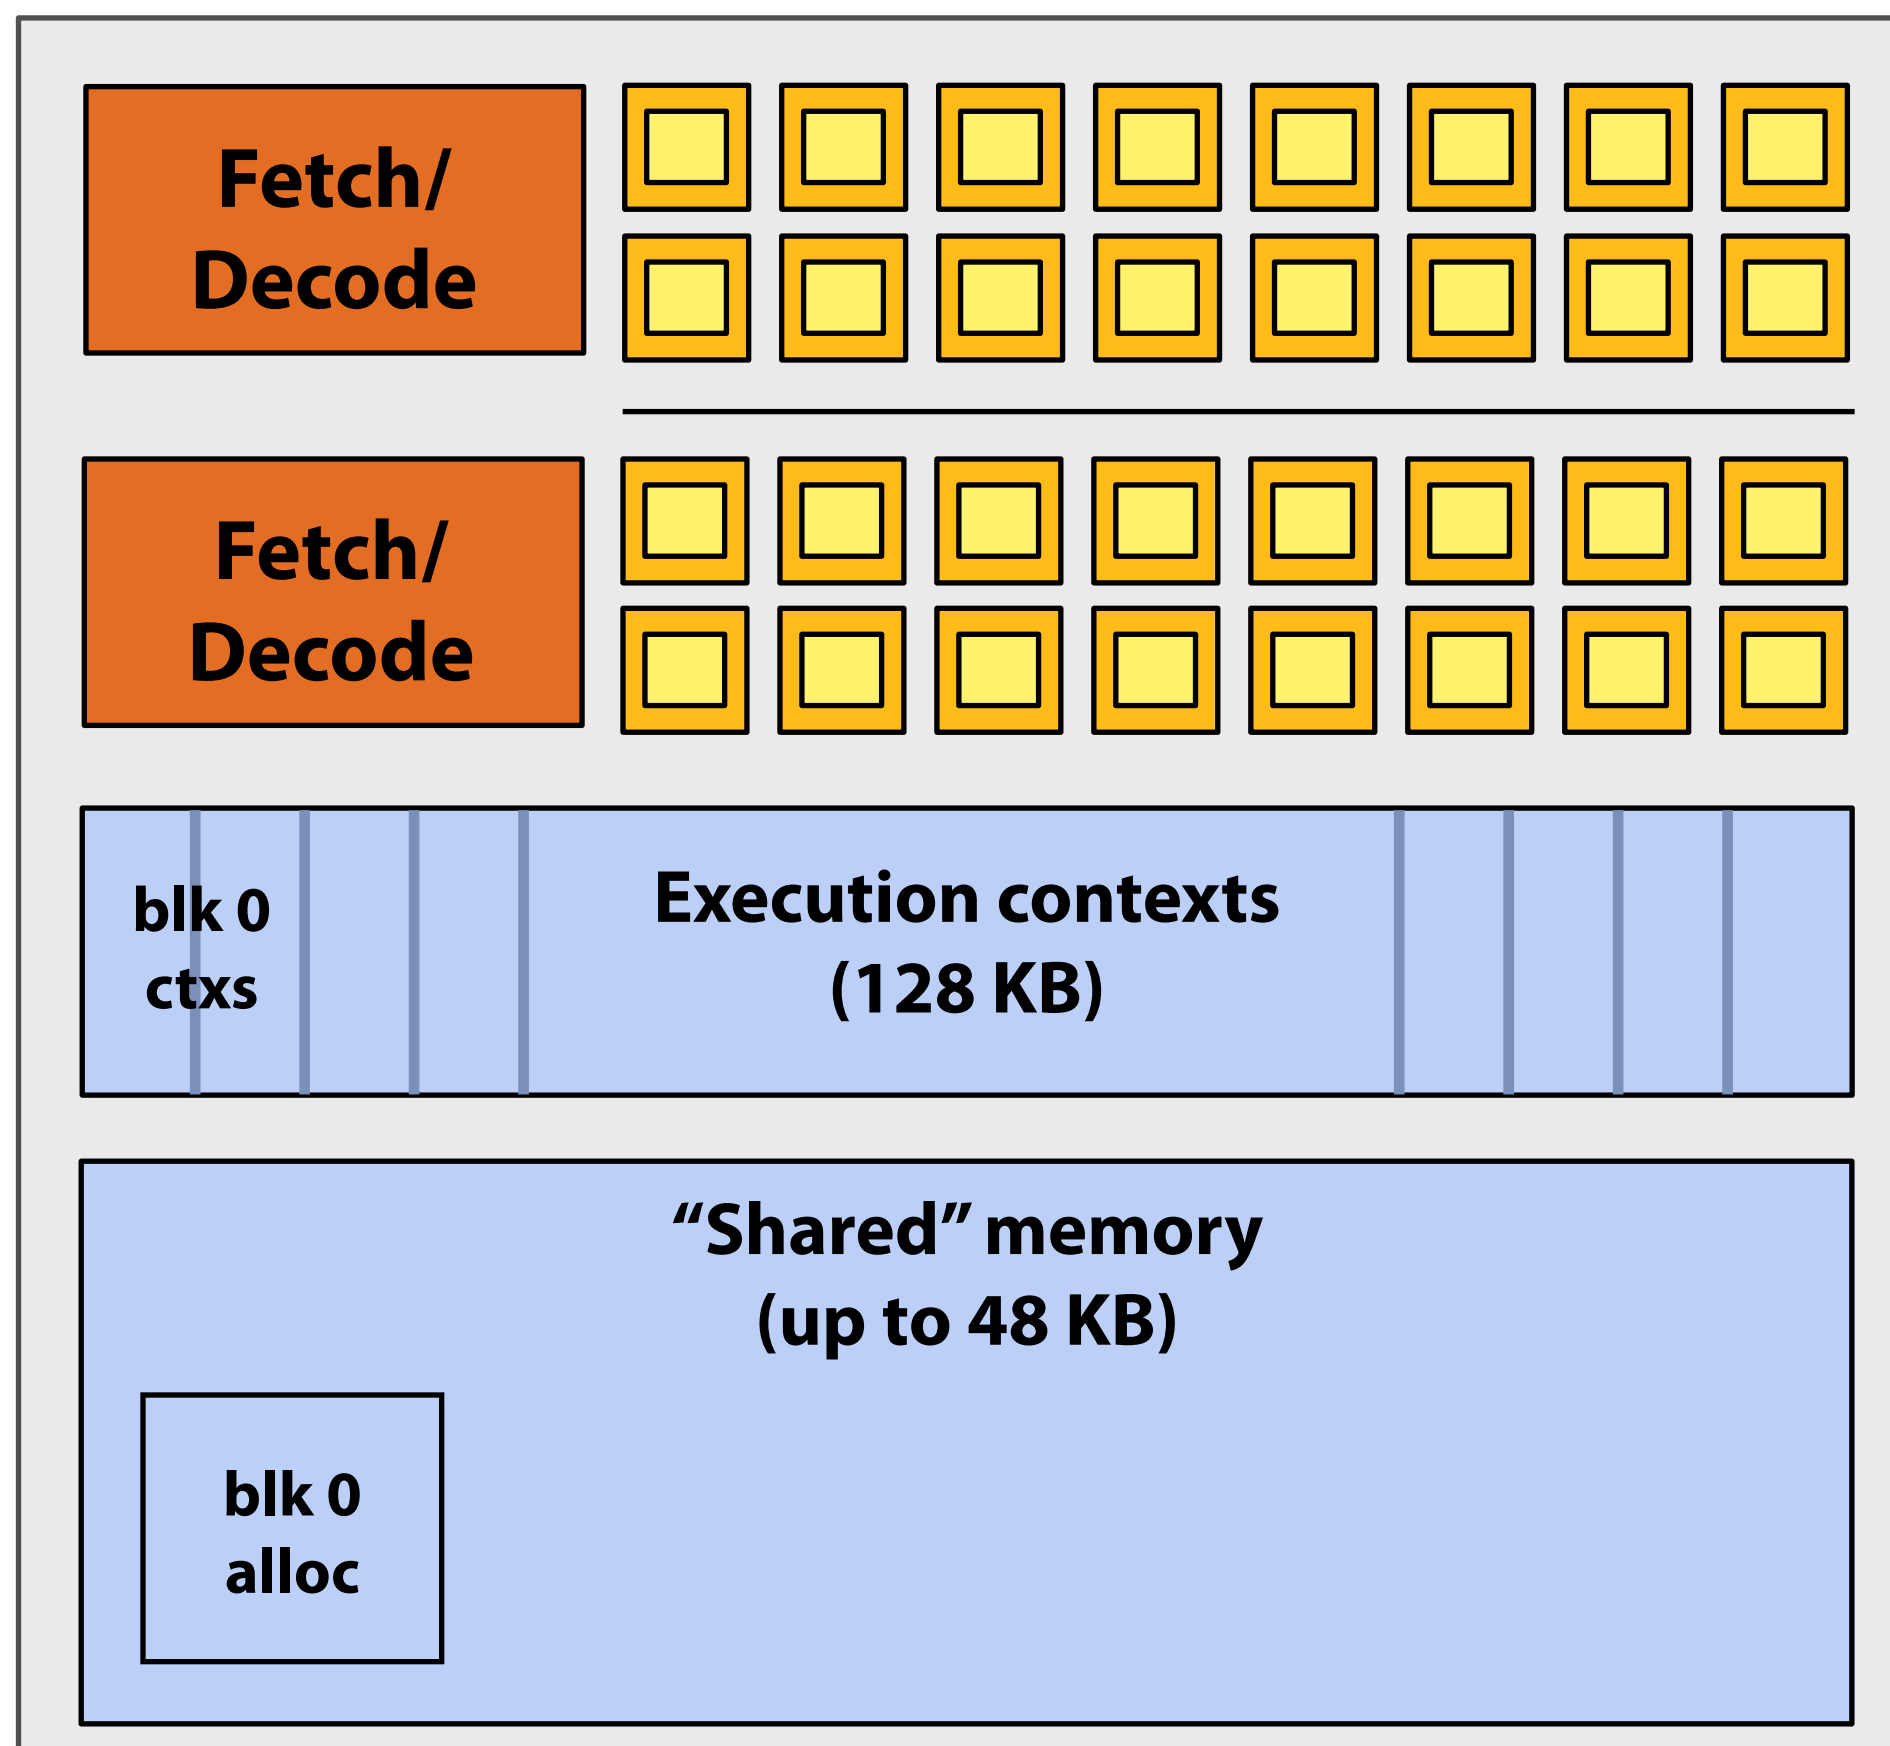 Fetch/
Decode
Fetch/
Decode
blk 0
ctxs
Execution contexts
(128 KB)
“Shared” memory
(up to 48 KB)
blk 0
alloc